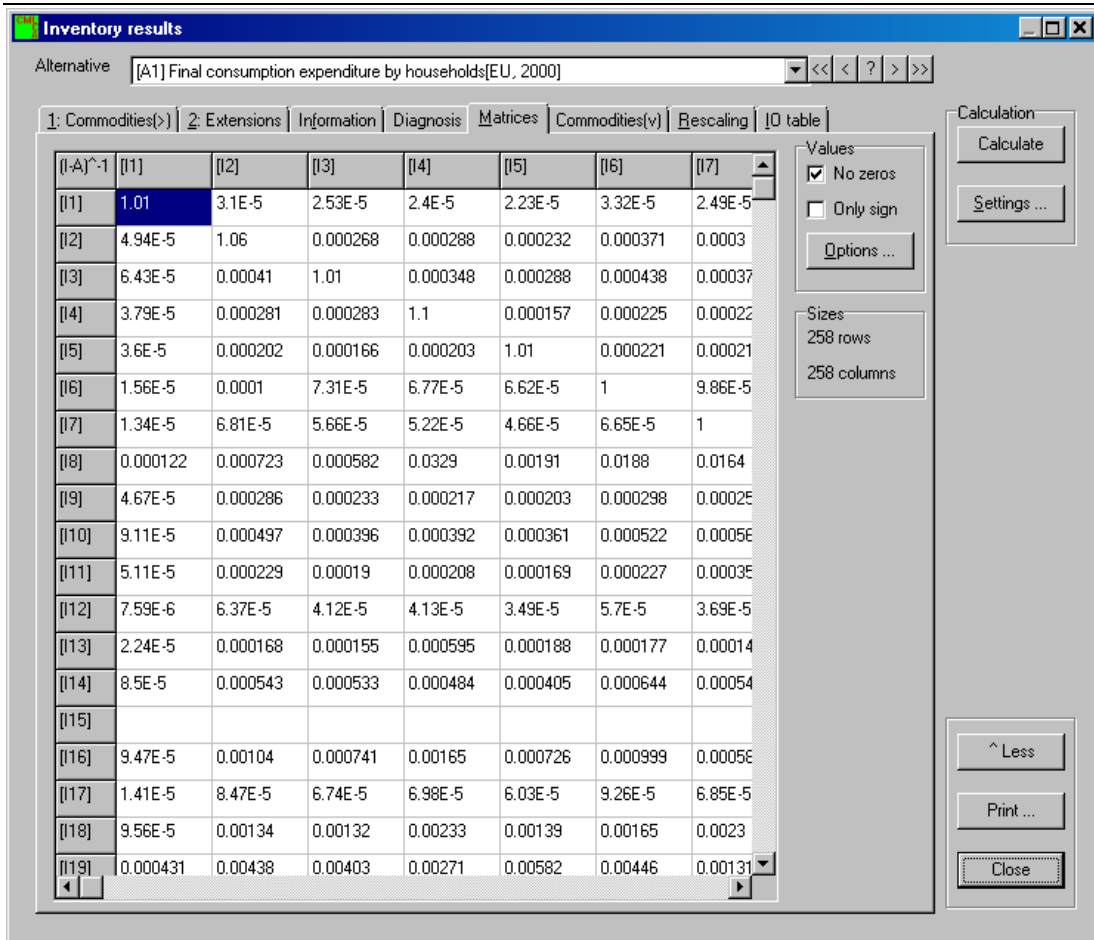 CML
Inventory results
Alternative [A1] Final consumption expenditure by households[EU, 2000] << < ? > >>
1: Commodities(>) 2: Extensions Information Diagnosis Matrices Commodities(v) Rescaling IO table
(I-A)^-1 [I1] [I2] [I3] [I4] [I5] [I6] [I7]
[I1] 1.01 3.1E-5 2.53E-5 2.4E-5 2.23E-5 3.32E-5 2.49E-5
[I2] 4.94E-5 1.06 0.000268 0.000288 0.000232 0.000371 0.0003
[I3] 6.43E-5 0.00041 1.01 0.000348 0.000288 0.000438 0.00037
[I4] 3.79E-5 0.000281 0.000283 1.1 0.000157 0.000225 0.00022
[I5] 3.6E-5 0.000202 0.000166 0.000203 1.01 0.000221 0.00021
[I6] 1.56E-5 0.0001 7.31E-5 6.77E-5 6.62E-5 1 9.86E-5
[I7] 1.34E-5 6.81E-5 5.66E-5 5.22E-5 4.66E-5 6.65E-5 1
[I8] 0.000122 0.000723 0.000582 0.0329 0.00191 0.0188 0.0164
[I9] 4.67E-5 0.000286 0.000233 0.000217 0.000203 0.000298 0.00025
[I10] 9.11E-5 0.000497 0.000396 0.000392 0.000361 0.000522 0.00056
[I11] 5.11E-5 0.000229 0.00019 0.000208 0.000169 0.000227 0.00035
[I12] 7.59E-6 6.37E-5 4.12E-5 4.13E-5 3.49E-5 5.7E-5 3.69E-5
[I13] 2.24E-5 0.000168 0.000155 0.000595 0.000188 0.000177 0.00014
[I14] 8.5E-5 0.000543 0.000533 0.000484 0.000405 0.000644 0.00054
[I15]
[I16] 9.47E-5 0.00104 0.000741 0.00165 0.000726 0.000999 0.00058
[I17] 1.41E-5 8.47E-5 6.74E-5 6.98E-5 6.03E-5 9.26E-5 6.85E-5
[I18] 9.56E-5 0.00134 0.00132 0.00233 0.00139 0.00165 0.0023
[I19] 0.000431 0.00438 0.00403 0.00271 0.00582 0.00446 0.00131
Values
No zeros
Only sign
Options ...
Sizes
258 rows
258 columns
Calculation
Calculate
Settings ...
^ Less
Print ...
Close